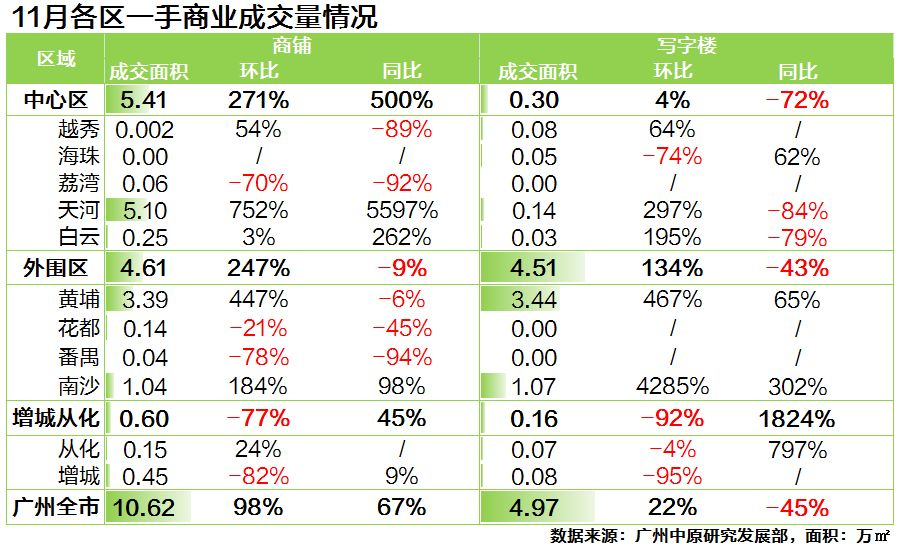 11月各区一手商业成交量情况
区域 商铺 写字楼
成交面积 环比 同比 成交面积 环比 同比
中心区 5.41 271% 500% 0.30 4% -72%
越秀 0.002 54% -89% 0.08 64% /
海珠 0.00 / / 0.05 -74% 62%
荔湾 0.06 -70% -92% 0.00 / /
天河 5.10 752% 5597% 0.14 297% -84%
白云 0.25 3% 262% 0.03 195% -79%
外围区 4.61 247% -9% 4.51 134% -43%
黄埔 3.39 447% -6% 3.44 467% 65%
花都 0.14 -21% -45% 0.00 / /
番禺 0.04 -78% -94% 0.00 / /
南沙 1.04 184% 98% 1.07 4285% 302%
增城从化 0.60 -77% 45% 0.16 -92% 1824%
从化 0.15 24% / 0.07 -4% 797%
增城 0.45 -82% 9% 0.08 -95% /
广州全市 10.62 98% 67% 4.97 22% -45%
数据来源：广州中原研究发展部，面积：万㎡